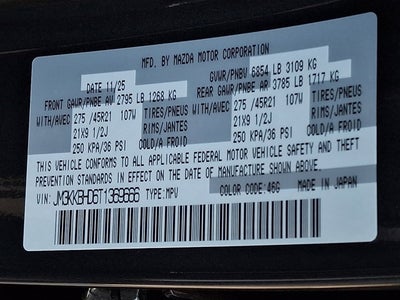 MFD. BY MAZDA MOTOR CORPORATION
DATE 11/25 GVWR/PNBV 6854 LB 3109 KG
FRONT GAWR/PNBE AV 2795 LB 1268 KG REAR GAWR/PNBE AR 3785 LB 1717 KG
WITH/AVEC 275 /45R21 107W TIRES/PNEUS WITH/AVEC 275 /45R21 107W TIRES/PNEUS
21X9 1/2J RIMS/JANTES 21X9 1/2J RIMS/JANTES
250 KPA/36 PSI COLD/A FROID 250 KPA/36 PSI COLD/A FROID
THIS VEHICLE CONFORMS TO ALL APPLICABLE FEDERAL MOTOR VEHICLE SAFETY AND THEFT
PREVENTION STANDARDS IN EFFECT ON THE DATE OF MANUFACTURE SHOWN ABOVE.
VIN: JM3KKBHD6T1369666 TYPE: MPV COLOR CODE: 46G MADE IN JAPAN